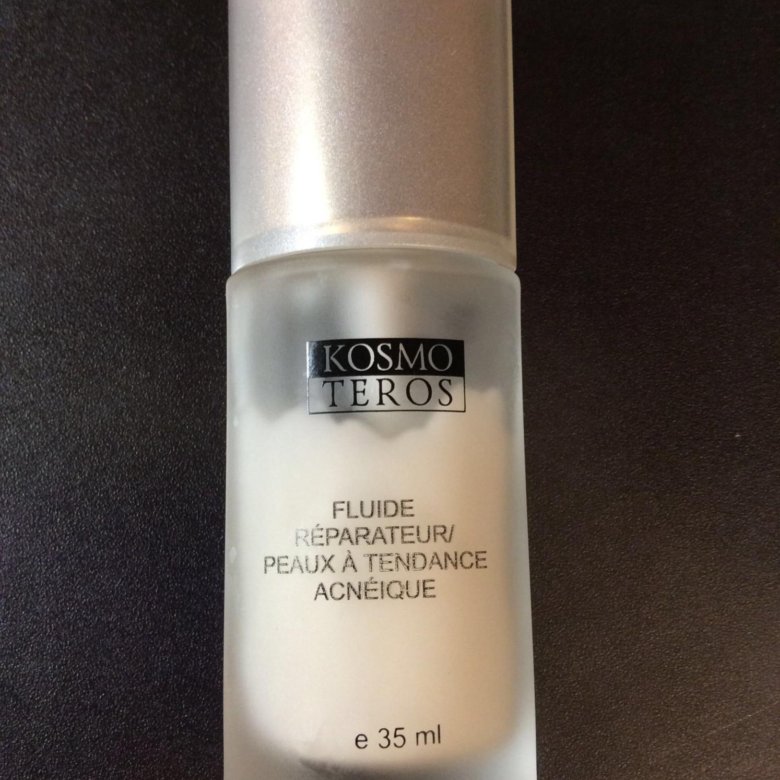 KOSMO
TEROS
FLUIDE
RÉPARATEUR/
PEAUX À TENDANCE
ACNÉIQUE
e 35 ml